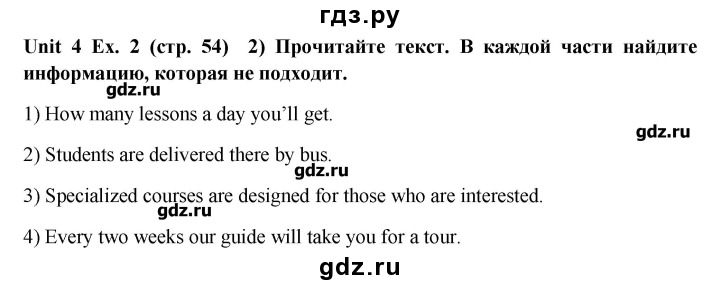 гдз.ру
Unit 4 Ex. 2 (стр. 54) 2) Прочитайте текст. В каждой части найдите
информацию, которая не подходит.
gdz.ru
1) How many lessons a day you'll get.
gdz.ru
2) Students are delivered there by bus.
gdz.ru
3) Specialized courses are designed for those who are interested.
gdz.ru
4) Every two weeks our guide will take you for a tour.
gdz.ru